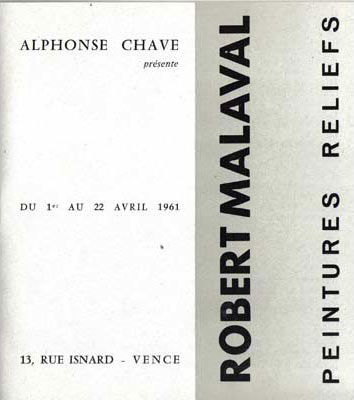 ALPHONSE CHAVE
présente
DU 1er AU 22 AVRIL 1961
13, RUE ISNARD - VENCE
ROBERT MALAVAL
PEINTURES RELIEFS